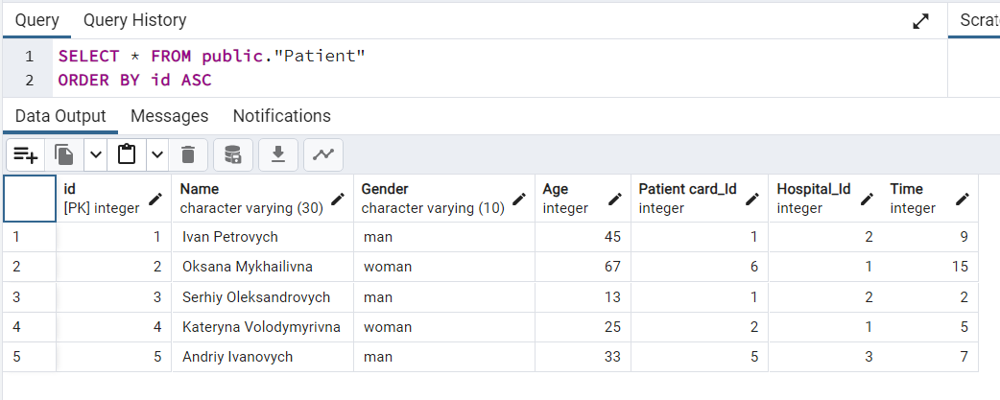 Query Query History Scrat
1 SELECT * FROM public."Patient"
2 ORDER BY id ASC
Data Output Messages Notifications
id Name Gender Age Patient card_Id Hospital_Id Time
[PK] integer character varying (30) character varying (10) integer integer integer integer
1 1 Ivan Petrovych man 45 1 2 9
2 2 Oksana Mykhailivna woman 67 6 1 15
3 3 Serhiy Oleksandrovych man 13 1 2 2
4 4 Kateryna Volodymyrivna woman 25 2 1 5
5 5 Andriy Ivanovych man 33 5 3 7